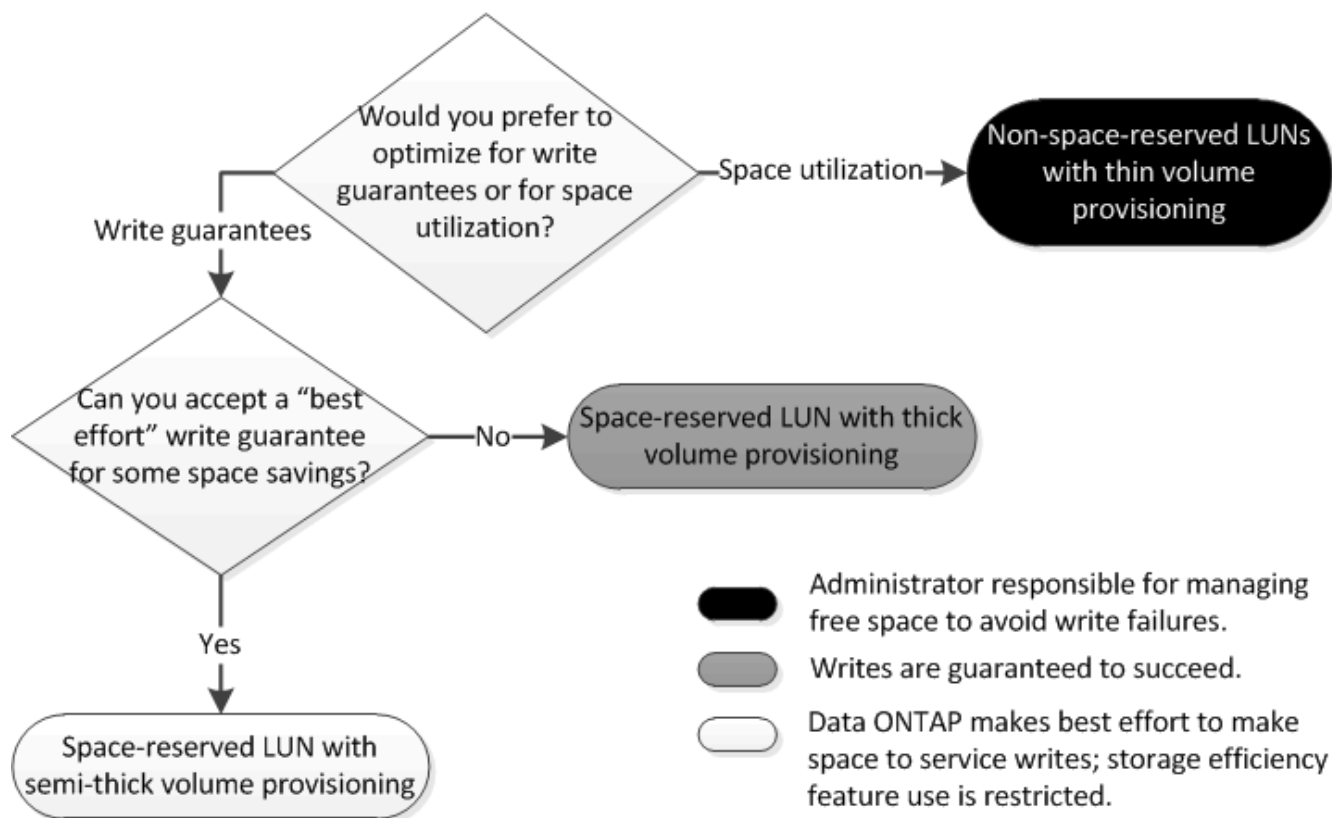 Would you prefer to
optimize for write
guarantees or for space
utilization?
Space utilization
Non-space-reserved LUNs
with thin volume
provisioning
Write guarantees
Can you accept a “best
effort” write guarantee
for some space savings?
No
Space-reserved LUN with thick
volume provisioning
Yes
Space-reserved LUN with
semi-thick volume provisioning
Administrator responsible for managing
free space to avoid write failures.
Writes are guaranteed to succeed.
Data ONTAP makes best effort to make
space to service writes; storage efficiency
feature use is restricted.